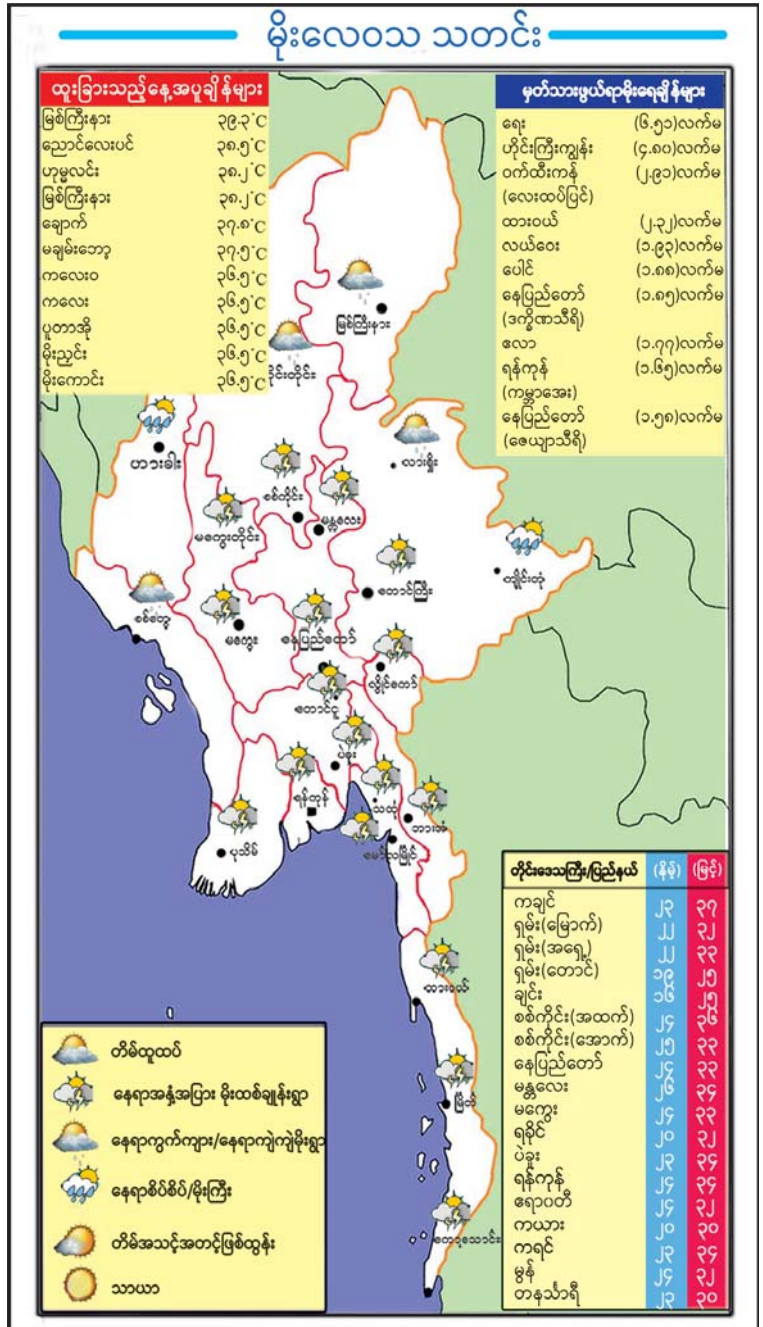 မိုးလေဝသ သတင်း
ထူးခြားသည့်နေ့အပူချိန်များ
မြစ်ကြီးနား ၃၉.၃°C
ညောင်လေးပင် ၃၈.၅°C
ဟုမ္မလင်း ၃၈.၂°C
မြစ်ကြီးနား ၃၈.၂°C
ချောက် ၃၇.၈°C
မချမ်းဘော့ ၃၇.၅°C
ကလေးဝ ၃၆.၅°C
ကလေး ၃၆.၅°C
ပူတာအို ၃၆.၅°C
မိုးညှင်း ၃၆.၅°C
မိုးကောင်း ၃၆.၅°C
မှတ်သားဖွယ်ရာမိုးရေချိန်များ
ရေး (၆.၅၁)လက်မ
ဟိုင်းကြီးကျွန်း (၄.၈၀)လက်မ
ဝက်ထီးကန် (၂.၉၁)လက်မ
(လေးထပ်ပြင်)
ထားဝယ် (၂.၃၂)လက်မ
လယ်ဝေး (၁.၉၃)လက်မ
ပေါင် (၁.၈၈)လက်မ
နေပြည်တော် (၁.၈၅)လက်မ
(ဒက္ခိဏသီရိ)
ဧလာ (၁.၇၇)လက်မ
ရန်ကုန် (၁.၆၅)လက်မ
(ကမ္ဘာအေး)
နေပြည်တော် (၁.၅၈)လက်မ
(ဇေယျာသီရိ)
မြစ်ကြီးနား
ဟားခါး
လားရှိုး
စစ်ကိုင်း
မန္တလေး
မကွေးတိုင်း
ကျိုင်းတုံ
တောင်ကြီး
စစ်တွေ
မကွေး
နေပြည်တော်
လွိုင်ကော်
တောင်ငူ
ပဲခူး
ရန်ကုန်
သထုံ
ဘားအံ
မော်လမြိုင်
ပုသိမ်
ထားဝယ်
မြိတ်
ကော့သောင်း
တိုင်းဒေသကြီး/ပြည်နယ် (နိမ့်) (မြင့်)
ကချင် ၂၃ ၃၇
ရှမ်း(မြောက်) ၂၂ ၃၂
ရှမ်း(အရှေ့) ၂၂ ၃၃
ရှမ်း(တောင်) ၁၉ ၂၅
ချင်း ၁၆ ၂၅
စစ်ကိုင်း(အထက်) ၂၄ ၃၆
စစ်ကိုင်း(အောက်) ၂၅ ၃၃
နေပြည်တော် ၂၄ ၃၃
မန္တလေး ၂၆ ၃၄
မကွေး ၂၄ ၃၃
ရခိုင် ၂၀ ၃၂
ပဲခူး ၂၃ ၃၄
ရန်ကုန် ၂၄ ၃၄
ဧရာဝတီ ၂၄ ၃၂
ကယား ၂၀ ၃၀
ကရင် ၂၃ ၃၄
မွန် ၂၄ ၃၂
တနင်္သာရီ ၂၃ ၃၀
တိမ်ထူထပ်
နေရာအနှံ့အပြား မိုးထစ်ချုန်းရွာ
နေရာကွက်ကျား/နေရာကျဲကျဲမိုးရွာ
နေရာစိပ်စိပ်/မိုးကြီး
တိမ်အသင့်အတင့်ဖြစ်ထွန်း
သာယာ